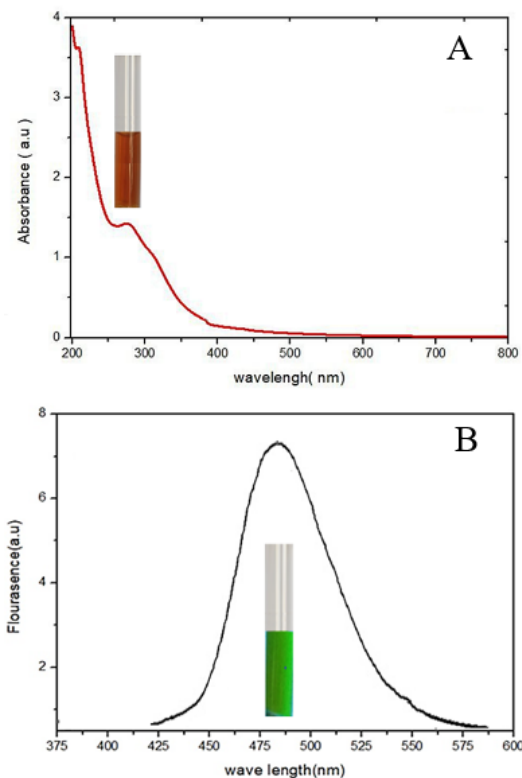 A
4
3
2
1
0
Absorbance ( a.u )
200 300 400 500 600 700 800
wavelengh( nm)
B
8
6
4
2
Flourasence(a.u)
375 400 425 450 475 500 525 550 575 600
wave length(nm)